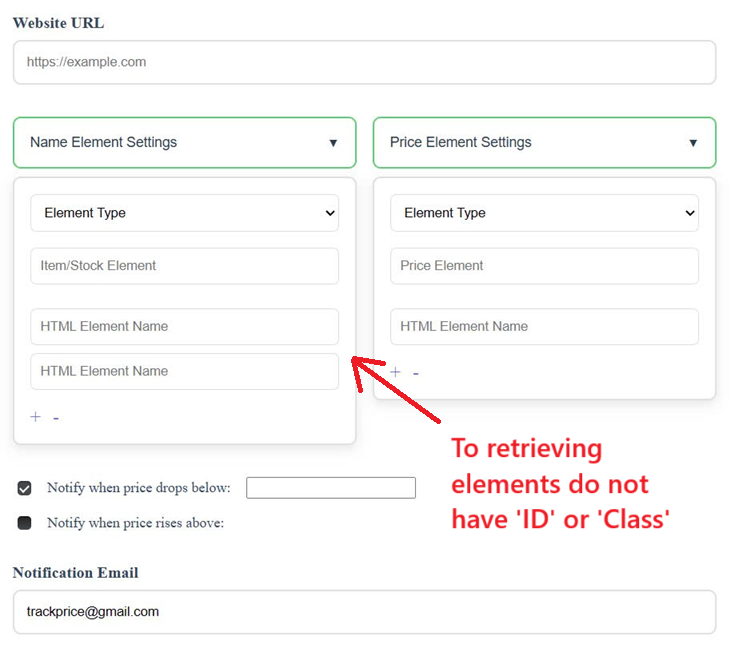 Website URL
https://example.com
Name Element Settings ▼
Price Element Settings ▼
Element Type
Element Type
Item/Stock Element
Price Element
HTML Element Name
HTML Element Name
HTML Element Name
+ -
+ -
To retrieving
elements do not
have 'ID' or 'Class'
Notify when price drops below:
Notify when price rises above:
Notification Email
trackprice@gmail.com